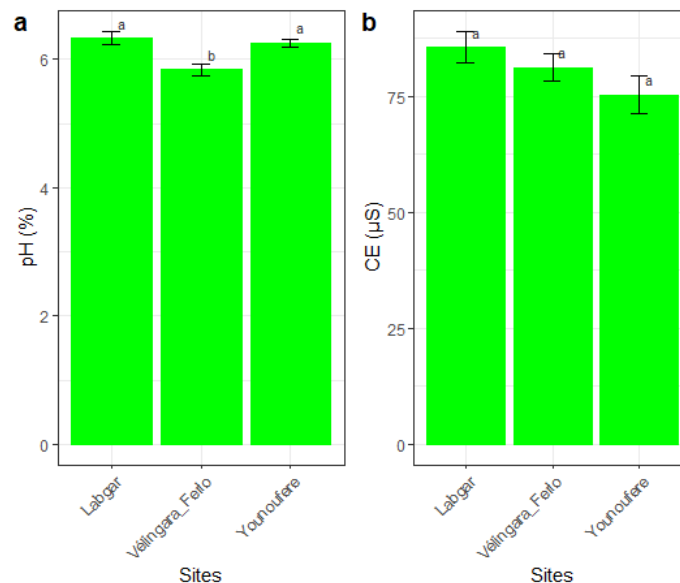 a
6
4
2
0
pH (%)
a
b
a
Labgar
Vélingara_Ferlo
Younoufere
Sites
b
75
50
25
0
CE (µS)
a
a
a
Labgar
Vélingara_Ferlo
Younoufere
Sites